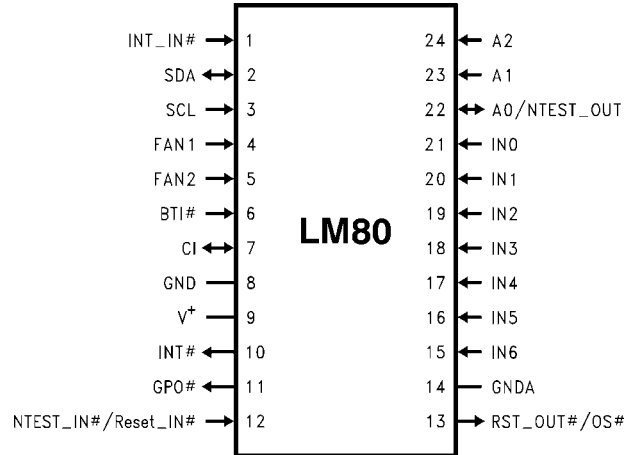 INT_IN# 1 24 A2
SDA 2 23 A1
SCL 3 22 A0/NTEST_OUT
FAN1 4 21 IN0
FAN2 5 20 IN1
BTI# 6 19 IN2
LM80
CI 7 18 IN3
GND 8 17 IN4
V+ 9 16 IN5
INT# 10 15 IN6
GPO# 11 14 GNDA
NTEST_IN#/Reset_IN# 12 13 RST_OUT#/OS#